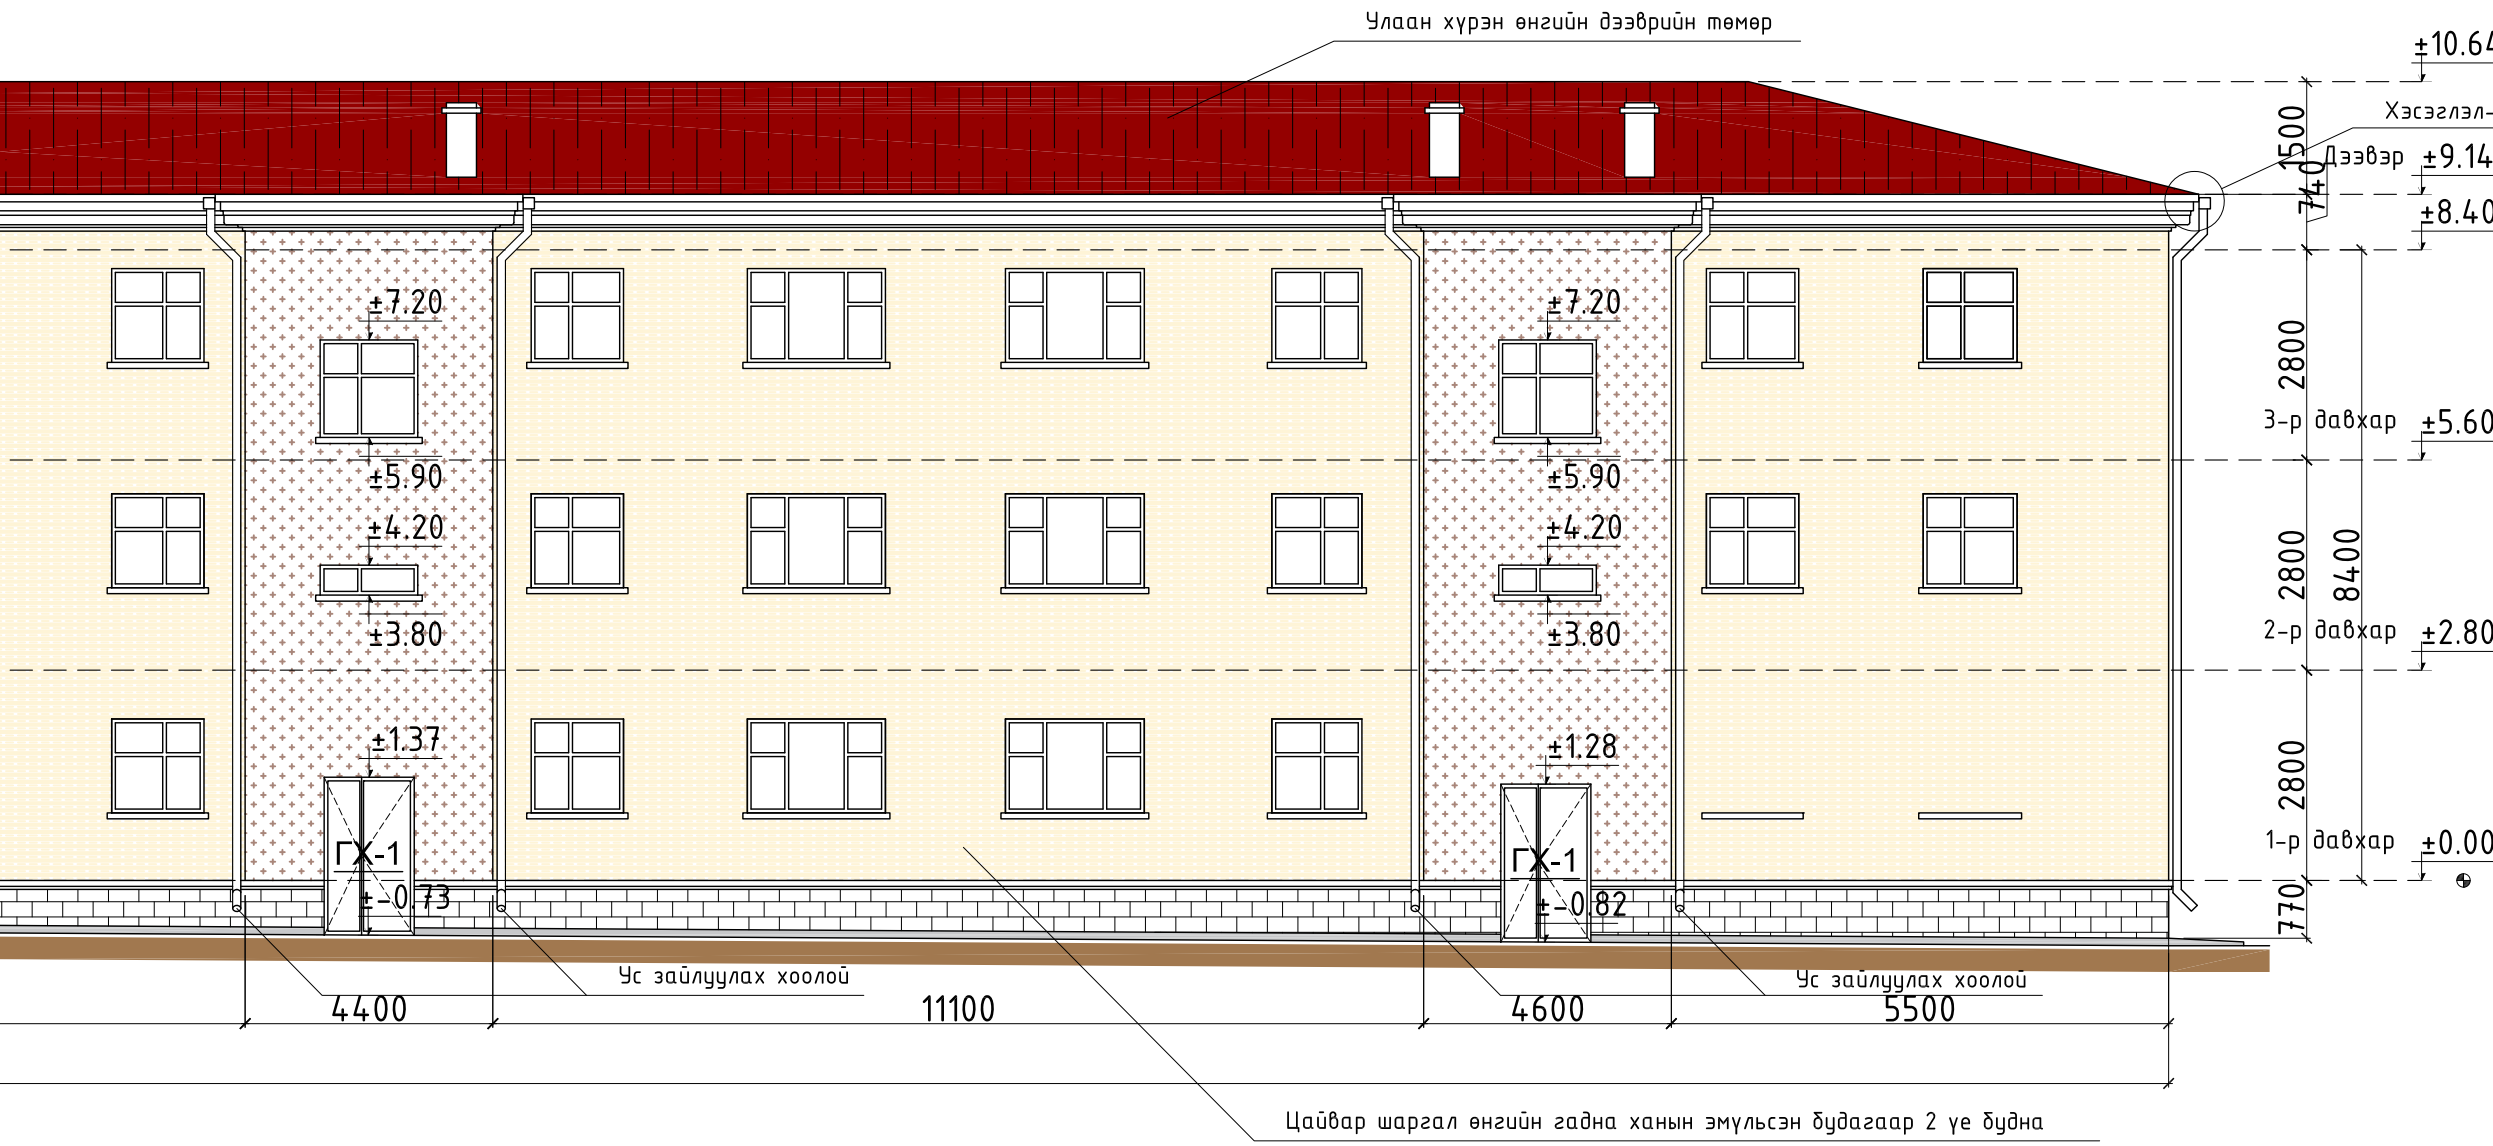 Улаан хүрэн өнгийн дээврийн төмөр
±10.64
Хэсэглэл-
1500
Дээвэр
±9.14
7400
±8.40
±7.20
±7.20
2800
3-р давхар
±5.60
±5.90
±5.90
±4.20
±4.20
2800
8400
2-р давхар
±2.80
±3.80
±3.80
±1.37
±1.28
2800
1-р давхар
±0.00
ГХ-1
ГХ-1
±-0.73
±-0.82
770
Ус зайлуулах хоолой
Ус зайлуулах хоолой
4400
11100
4600
5500
Цайвар шаргал өнгийн гадна ханын эмүльсэн будагаар 2 үе будна